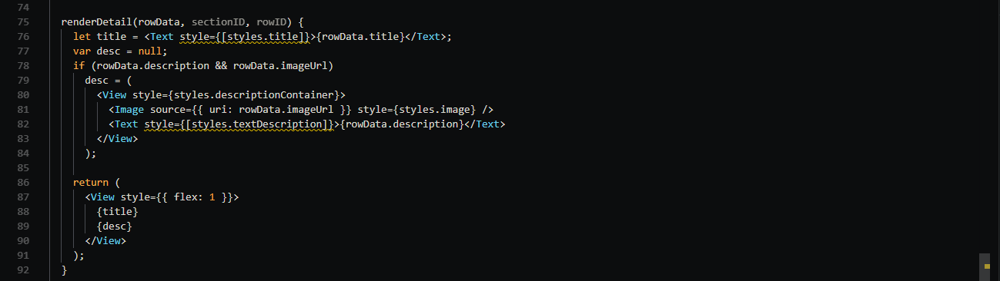 74
75 renderDetail(rowData, sectionID, rowID) {
76 let title = <Text style={[styles.title]}>{rowData.title}</Text>;
77 var desc = null;
78 if (rowData.description && rowData.imageUrl)
79 desc = (
80 <View style={styles.descriptionContainer}>
81 <Image source={{ uri: rowData.imageUrl }} style={styles.image} />
82 <Text style={[styles.textDescription]}>{rowData.description}</Text>
83 </View>
84 );
85
86 return (
87 <View style={{ flex: 1 }}>
88 {title}
89 {desc}
90 </View>
91 );
92 }